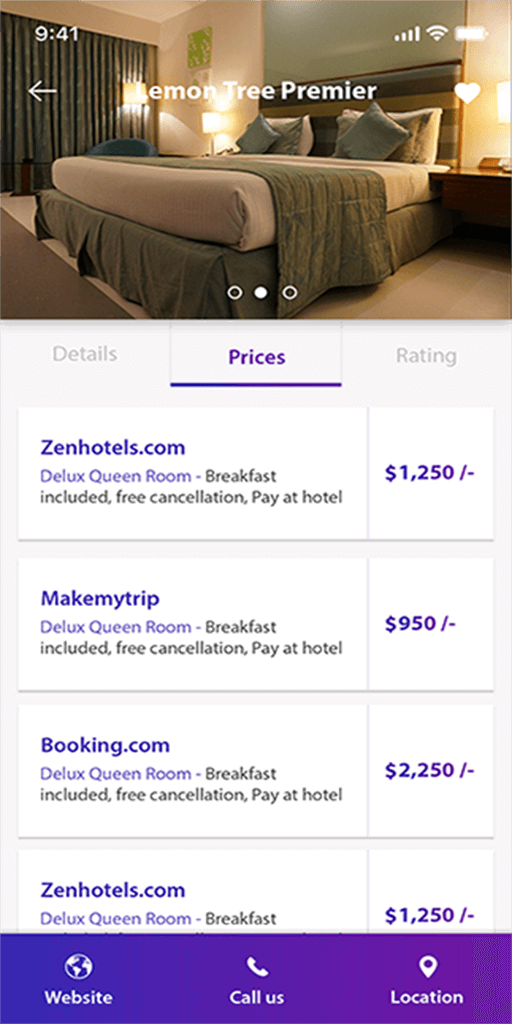 9:41
Lemon Tree Premier
Details
Prices
Rating
Zenhotels.com
Delux Queen Room - Breakfast
included, free cancellation, Pay at hotel
$1,250 /-
Makemytrip
Delux Queen Room - Breakfast
included, free cancellation, Pay at hotel
$950 /-
Booking.com
Delux Queen Room - Breakfast
included, free cancellation, Pay at hotel
$2,250 /-
Zenhotels.com
Delux Queen Room - Breakfast
$1,250 /-
Website
Call us
Location